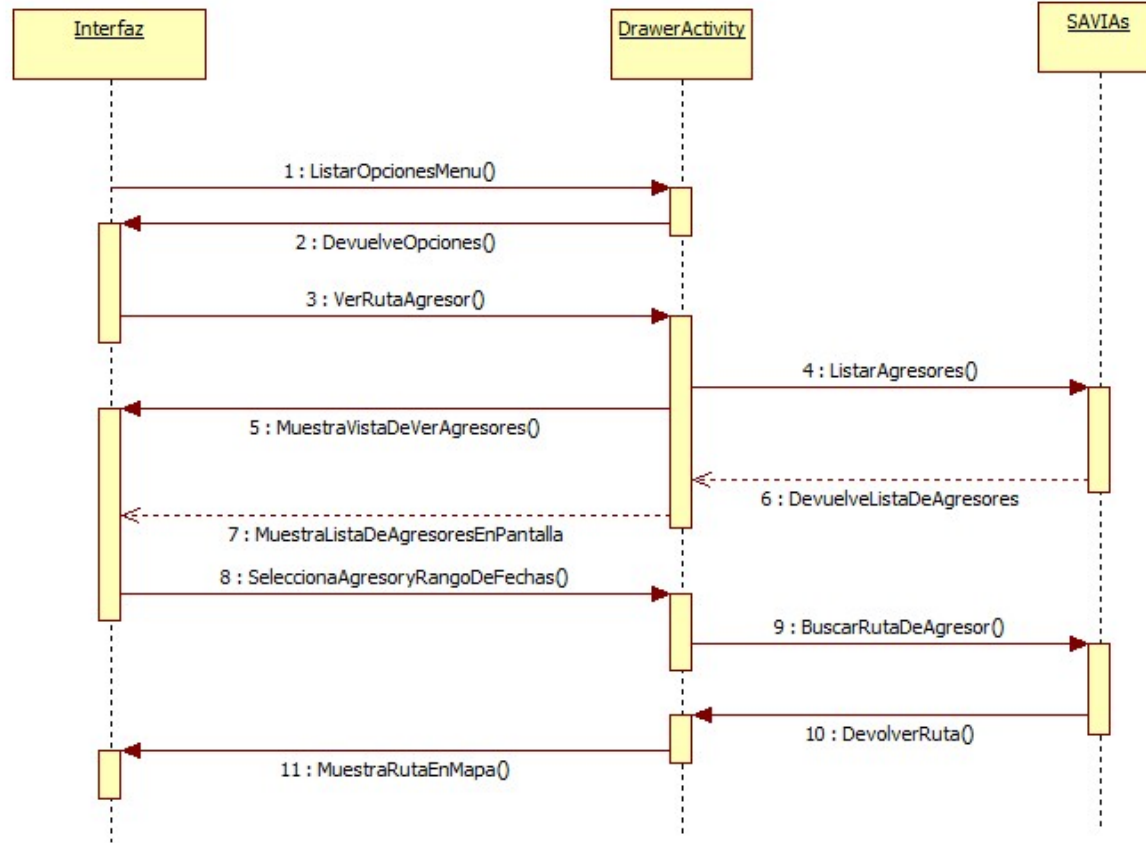 Interfaz
DrawerActivity
SAVIAs
1 : ListarOpcionesMenu()
2 : DevuelveOpciones()
3 : VerRutaAgresor()
4 : ListarAgresores()
5 : MuestraVistaDeVerAgresores()
6 : DevuelveListaDeAgresores
7 : MuestraListaDeAgresoresEnPantalla
8 : SeleccionaAgresoryRangoDeFechas()
9 : BuscarRutaDeAgresor()
10 : DevolverRuta()
11 : MuestraRutaEnMapa()